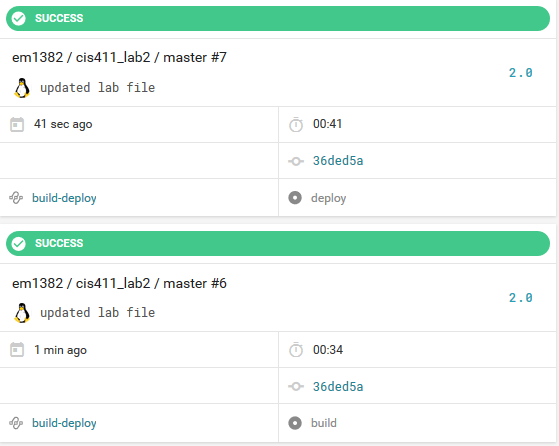 SUCCESS
em1382 / cis411_lab2 / master #7
2.0
updated lab file
41 sec ago
00:41
36ded5a
build-deploy
deploy
SUCCESS
em1382 / cis411_lab2 / master #6
2.0
updated lab file
1 min ago
00:34
36ded5a
build-deploy
build